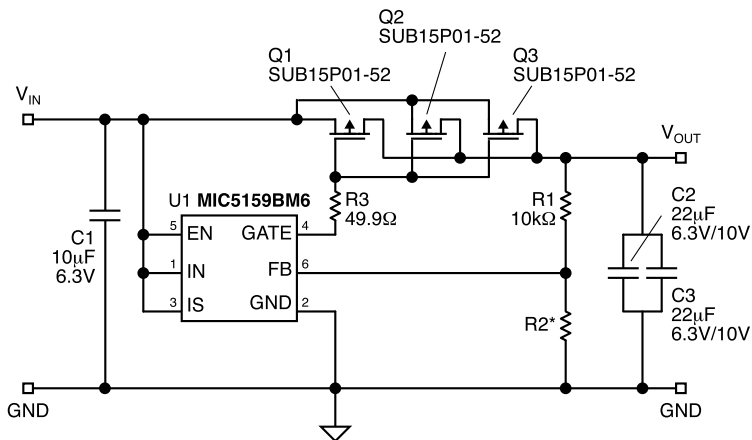 Q2
SUB15P01-52
Q1
SUB15P01-52
Q3
SUB15P01-52
VIN
VOUT
U1 MIC5159BM6
R3
49.9Ω
R1
10kΩ
C2
22µF
6.3V/10V
C1
10µF
6.3V
5 EN GATE 4
1 IN FB 6
3 IS GND 2
R2*
C3
22µF
6.3V/10V
GND
GND